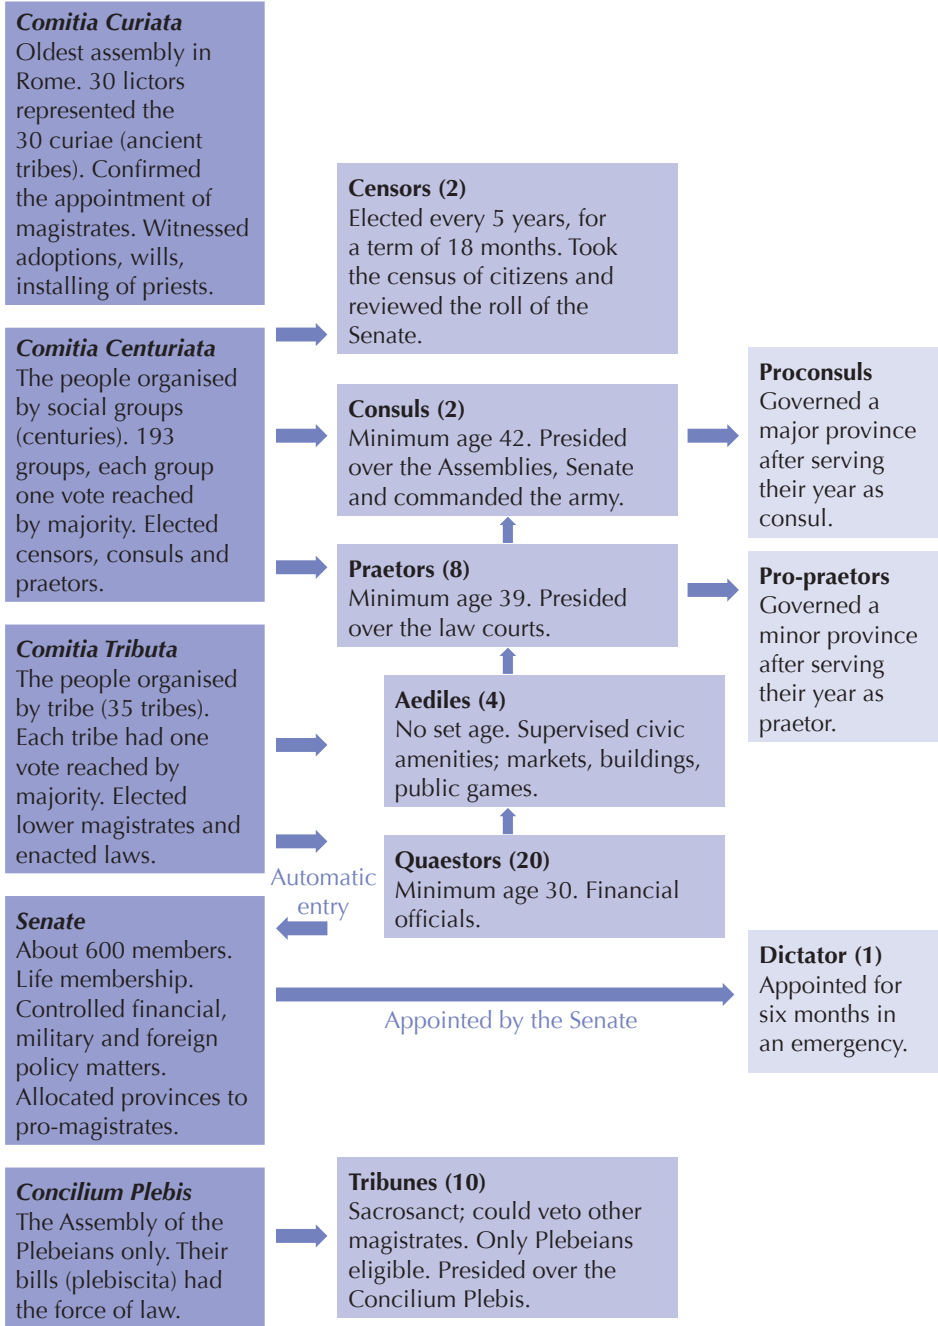 Comitia Curiata
Oldest assembly in
Rome. 30 lictors
represented the
30 curiae (ancient
tribes). Confirmed
the appointment of
magistrates. Witnessed
adoptions, wills,
installing of priests.
Comitia Centuriata
The people organised
by social groups
(centuries). 193
groups, each group
one vote reached
by majority. Elected
censors, consuls and
praetors.
Comitia Tributa
The people organised
by tribe (35 tribes).
Each tribe had one
vote reached by
majority. Elected
lower magistrates and
enacted laws.
Senate
About 600 members.
Life membership.
Controlled financial,
military and foreign
policy matters.
Allocated provinces to
pro-magistrates.
Concilium Plebis
The Assembly of the
Plebeians only. Their
bills (plebiscita) had
the force of law.
Censors (2)
Elected every 5 years, for
a term of 18 months. Took
the census of citizens and
reviewed the roll of the
Senate.
Consuls (2)
Minimum age 42. Presided
over the Assemblies, Senate
and commanded the army.
Praetors (8)
Minimum age 39. Presided
over the law courts.
Aediles (4)
No set age. Supervised civic
amenities; markets, buildings,
public games.
Quaestors (20)
Minimum age 30. Financial
officials.
Automatic
entry
Appointed by the Senate
Tribunes (10)
Sacrosanct; could veto other
magistrates. Only Plebeians
eligible. Presided over the
Concilium Plebis.
Proconsuls
Governed a
major province
after serving
their year as
consul.
Pro-praetors
Governed a
minor province
after serving
their year as
praetor.
Dictator (1)
Appointed for
six months in
an emergency.